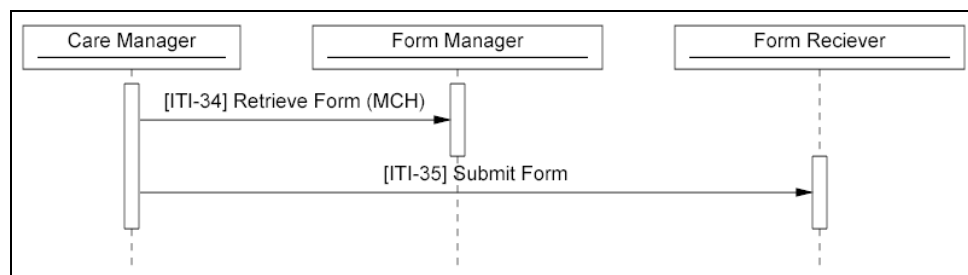 Care Manager
Form Manager
Form Reciever
[ITI-34] Retrieve Form (MCH)
[ITI-35] Submit Form